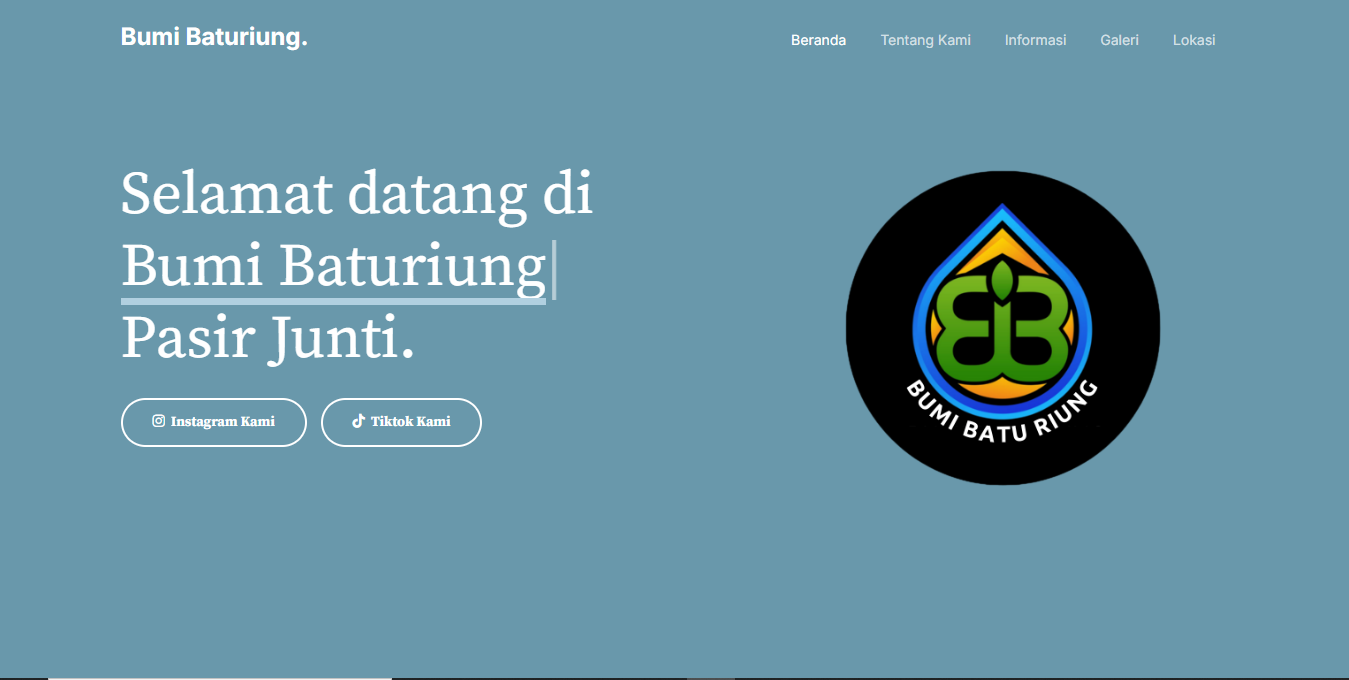 Bumi Baturiung.
Beranda Tentang Kami Informasi Galeri Lokasi
Selamat datang di
Bumi Baturiung
Pasir Junti.
Instagram Kami Tiktok Kami
BUMI BATU RIUNG